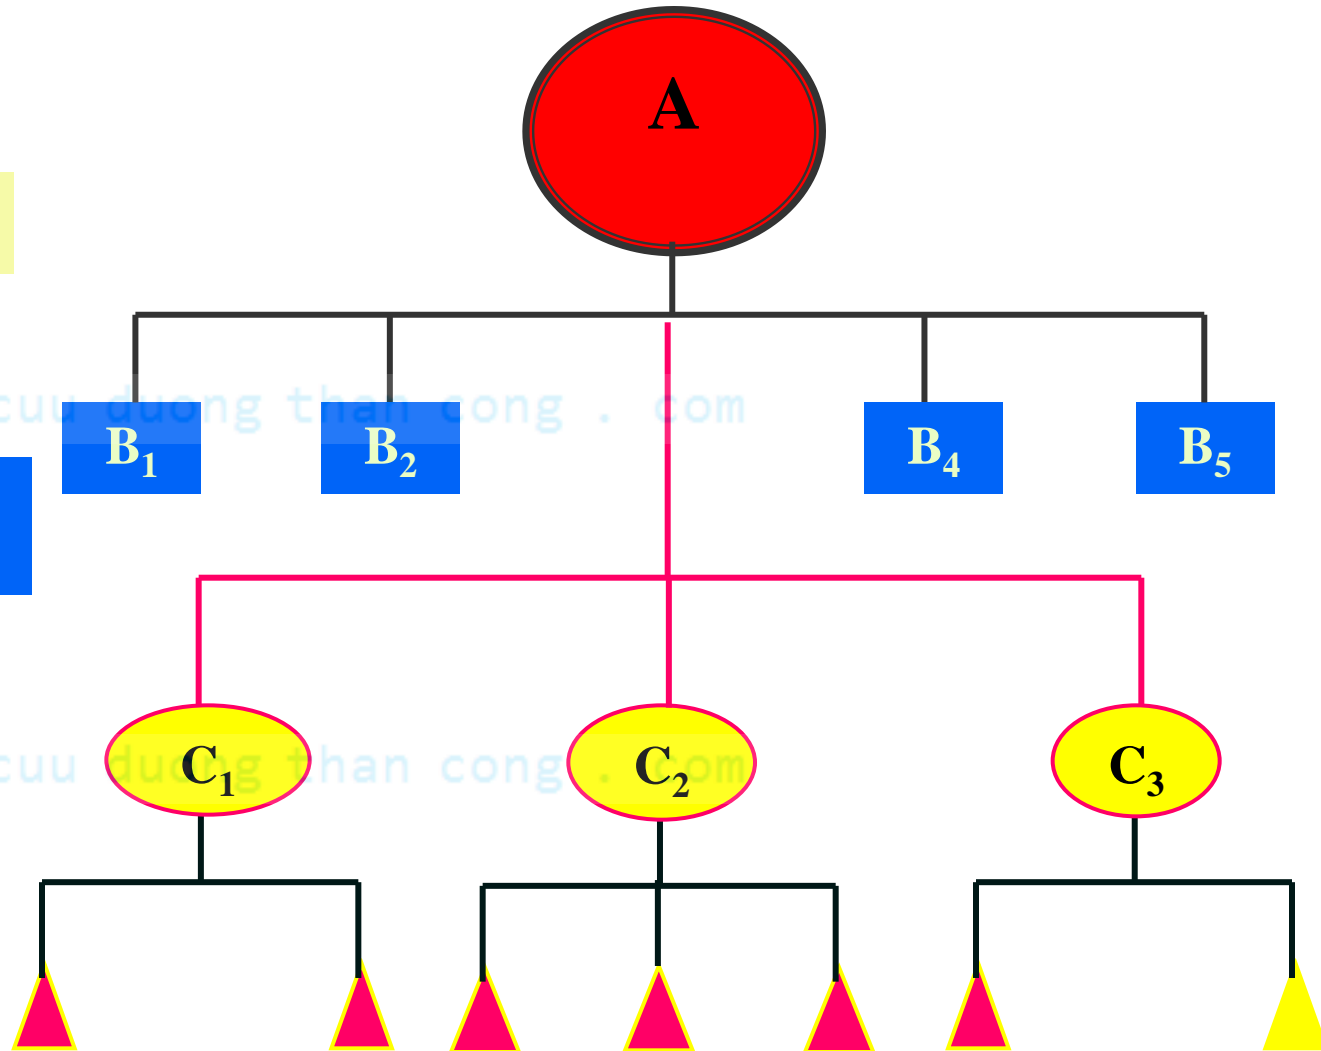 A
cuu duong than cong . com
B₁ B₂ B₄ B₅
cuu duong than cong . com
C₁ C₂ C₃